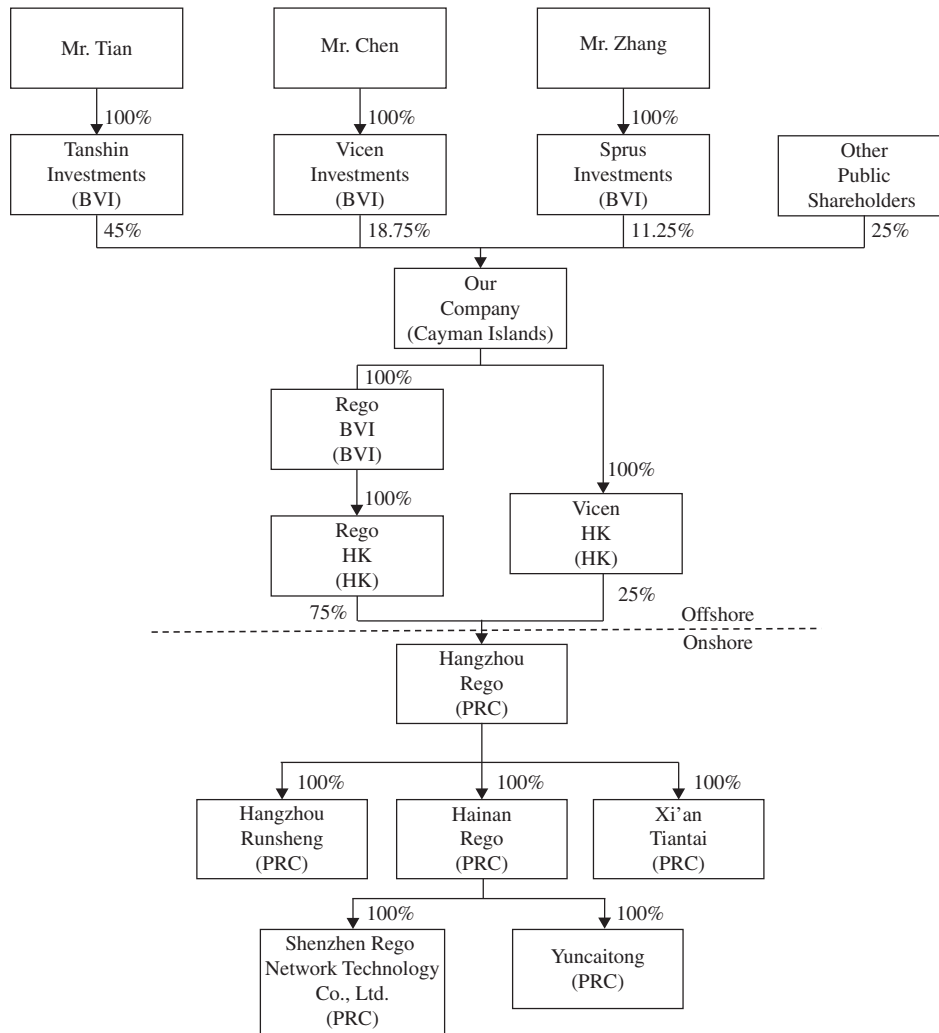 Mr. Tian
Mr. Chen
Mr. Zhang
100%
100%
100%
Tanshin
Investments
(BVI)
Vicen
Investments
(BVI)
Sprus
Investments
(BVI)
Other
Public
Shareholders
45%
18.75%
11.25%
25%
Our
Company
(Cayman Islands)
100%
Rego
BVI
(BVI)
100%
100%
Rego
HK
(HK)
Vicen
HK
(HK)
75%
25%
Offshore
Onshore
Hangzhou
Rego
(PRC)
100%
100%
100%
Hangzhou
Runsheng
(PRC)
Hainan
Rego
(PRC)
Xi’an
Tiantai
(PRC)
100%
100%
Shenzhen Rego
Network Technology
Co., Ltd.
(PRC)
Yuncaitong
(PRC)